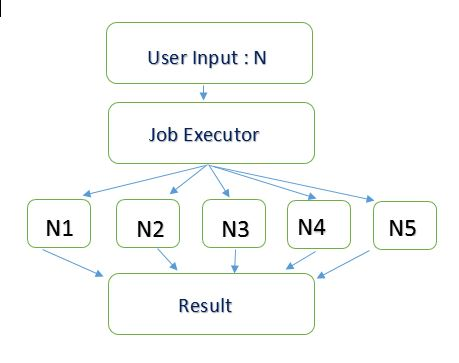 User Input : N
Job Executor
N1 N2 N3 N4 N5
Result